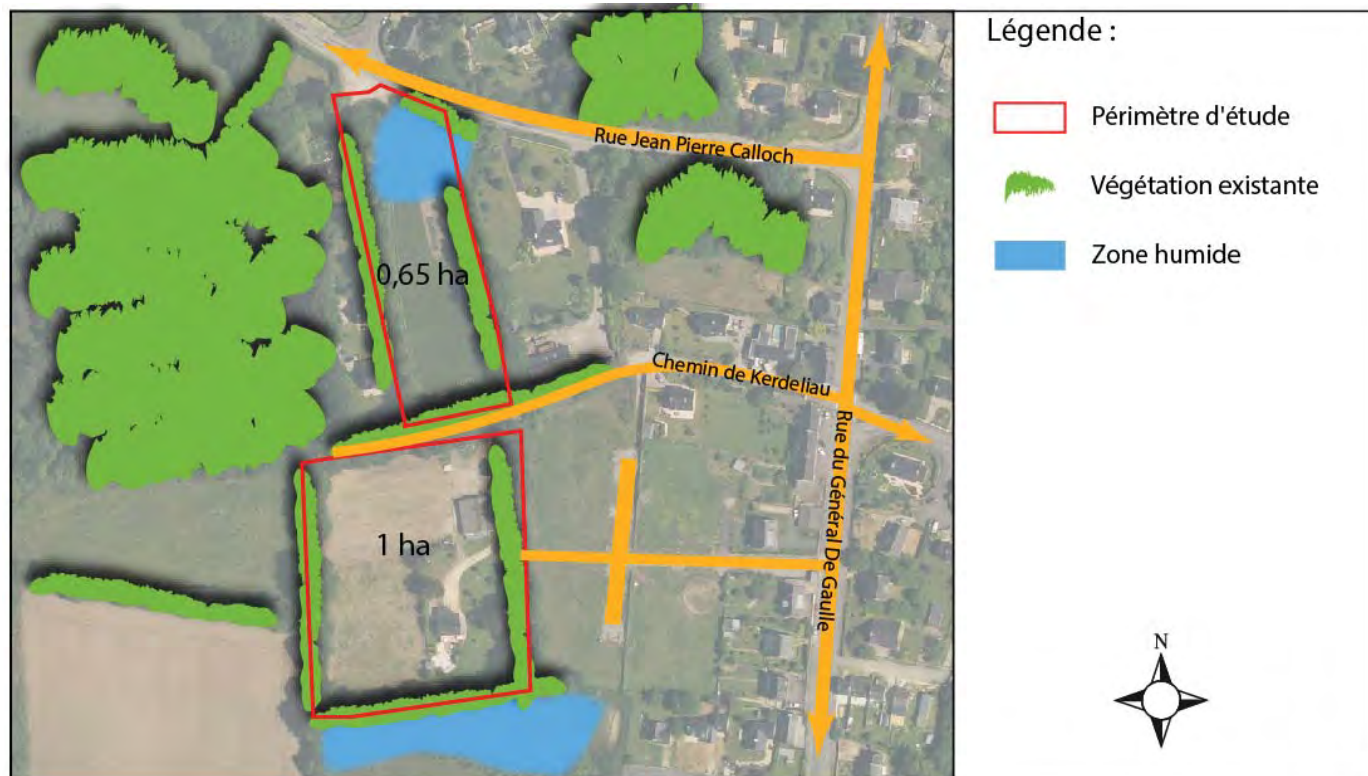 Légende :
Périmètre d'étude
Végétation existante
Zone humide
Rue Jean Pierre Calloch
0,65 ha
Chemin de Kerdeliau
Rue du Général De Gaulle
1 ha
N